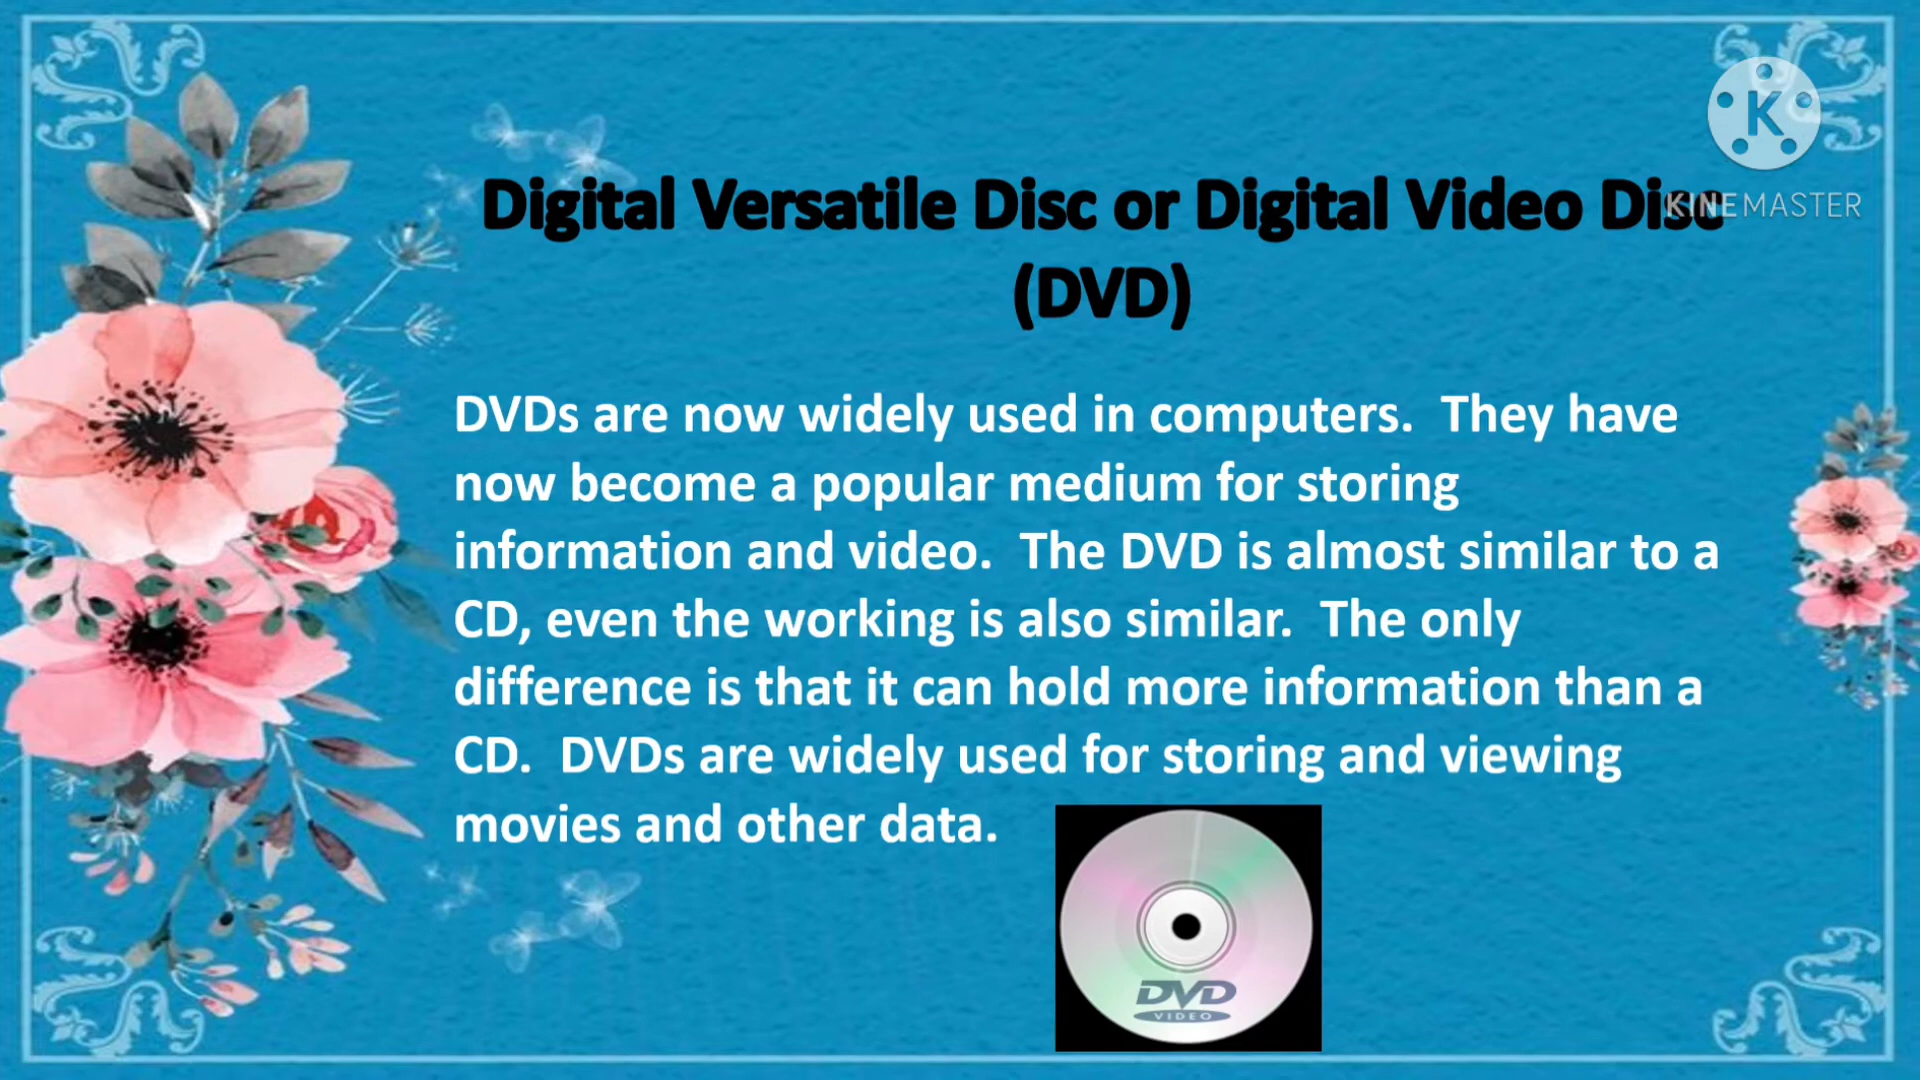 Digital Versatile Disc or Digital Video Disc
(DVD)
DVDs are now widely used in computers. They have
now become a popular medium for storing
information and video. The DVD is almost similar to a
CD, even the working is also similar. The only
difference is that it can hold more information than a
CD. DVDs are widely used for storing and viewing
movies and other data.
K
KINEMASTER
DVD
VIDEO